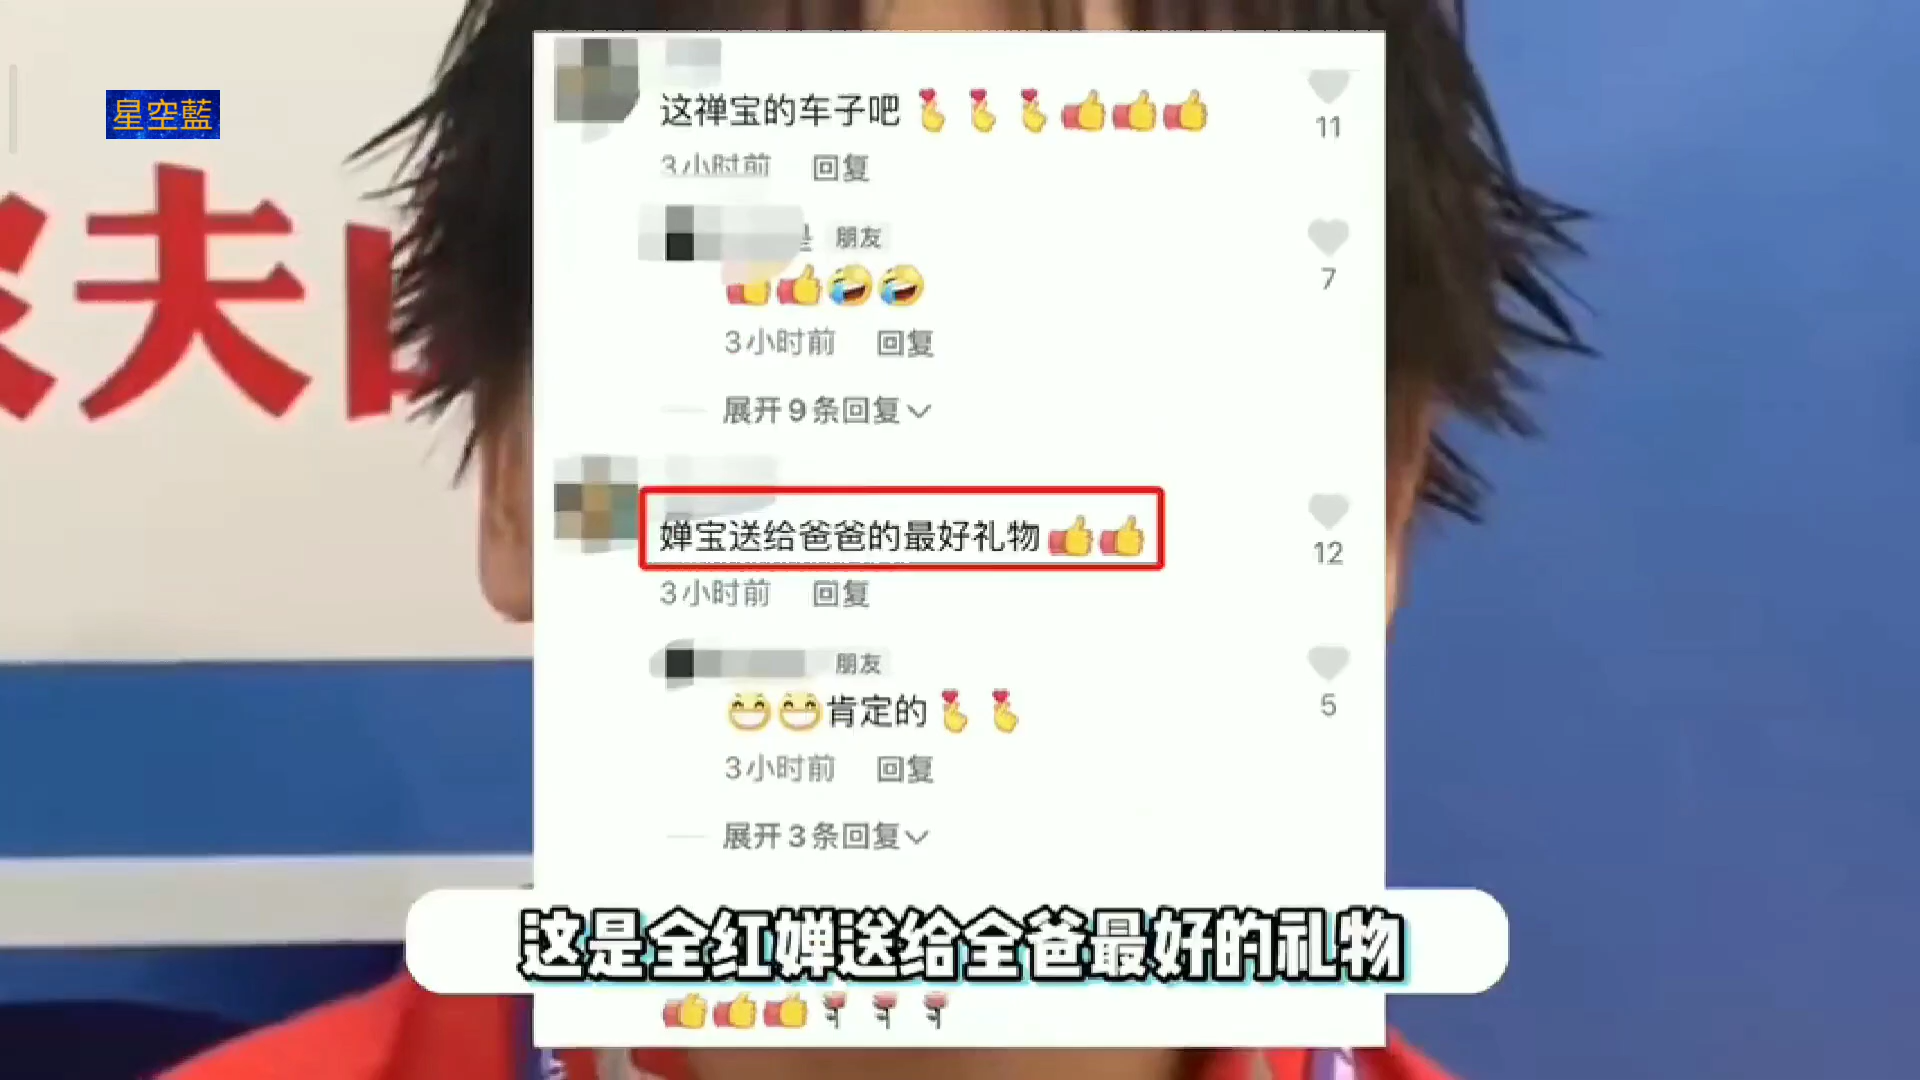 星空藍
农夫山
这禅宝的车子吧
11
3小时前 回复
朋友
7
3小时前 回复
展开9条回复
婵宝送给爸爸的最好礼物
12
3小时前 回复
朋友
肯定的
5
3小时前 回复
展开3条回复
这是全红婵送给全爸最好的礼物